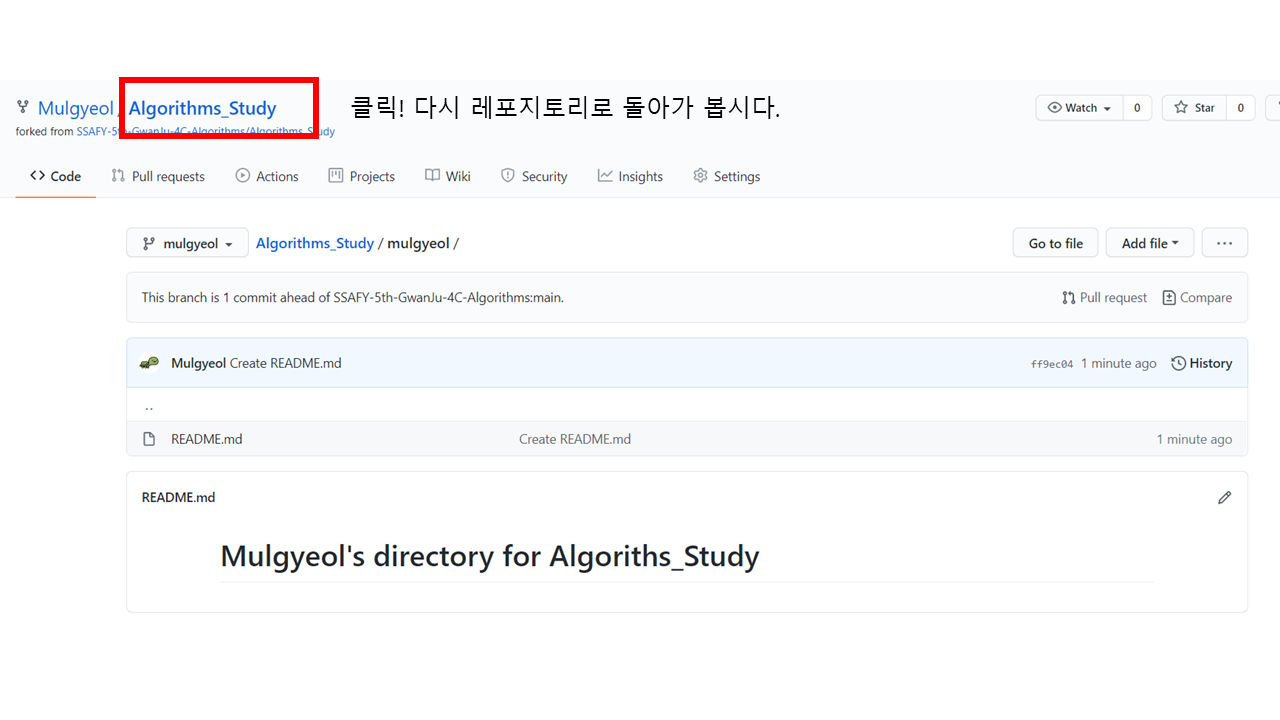 Mulgyeol / Algorithms_Study 클릭! 다시 레포지토리로 돌아가 봅시다. Watch 0 Star 0
forked from SSAFY-5th-GwanJu-4C-Algorithms/Algorithms_Study
Code Pull requests Actions Projects Wiki Security Insights Settings
mulgyeol Algorithms_Study / mulgyeol / Go to file Add file ...
This branch is 1 commit ahead of SSAFY-5th-GwanJu-4C-Algorithms:main. Pull request Compare
Mulgyeol Create README.md ff9ec04 1 minute ago History
..
README.md Create README.md 1 minute ago
README.md
Mulgyeol's directory for Algoriths_Study